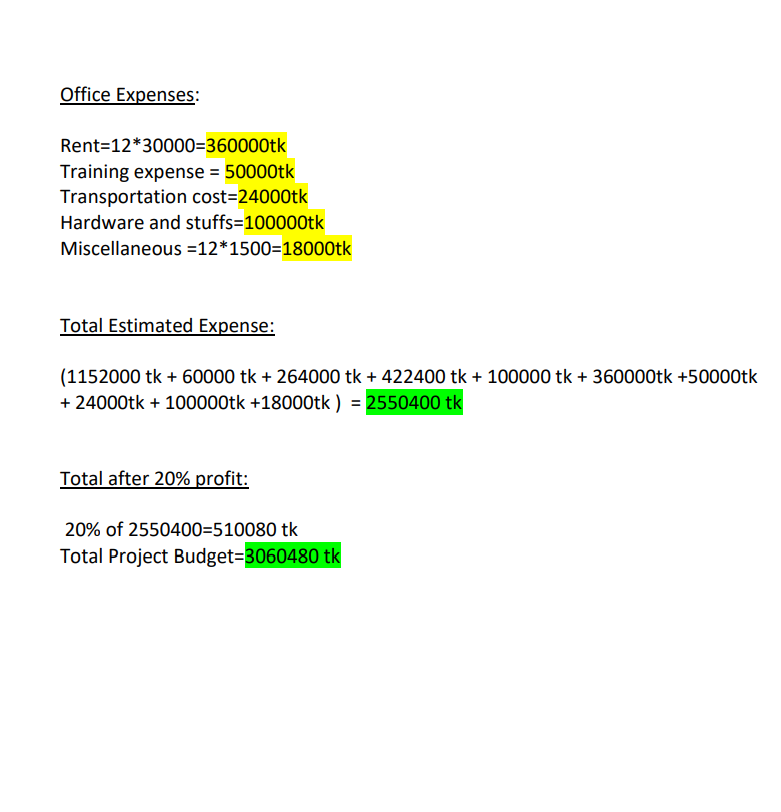 Office Expenses:
Rent=12*30000=360000tk
Training expense = 50000tk
Transportation cost=24000tk
Hardware and stuffs=100000tk
Miscellaneous =12*1500=18000tk
Total Estimated Expense:
(1152000 tk + 60000 tk + 264000 tk + 422400 tk + 100000 tk + 360000tk +50000tk
+ 24000tk + 100000tk +18000tk ) = 2550400 tk
Total after 20% profit:
20% of 2550400=510080 tk
Total Project Budget=3060480 tk